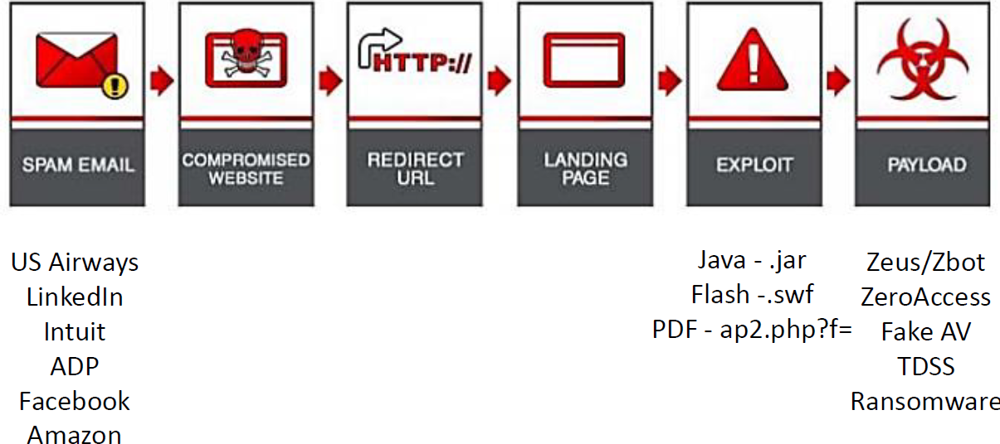 SPAM EMAIL
COMPROMISED
WEBSITE
REDIRECT
URL
HTTP://
LANDING
PAGE
EXPLOIT
PAYLOAD
US Airways
LinkedIn
Intuit
ADP
Facebook
Amazon
Java - .jar
Flash -.swf
PDF - ap2.php?f=
Zeus/Zbot
ZeroAccess
Fake AV
TDSS
Ransomware